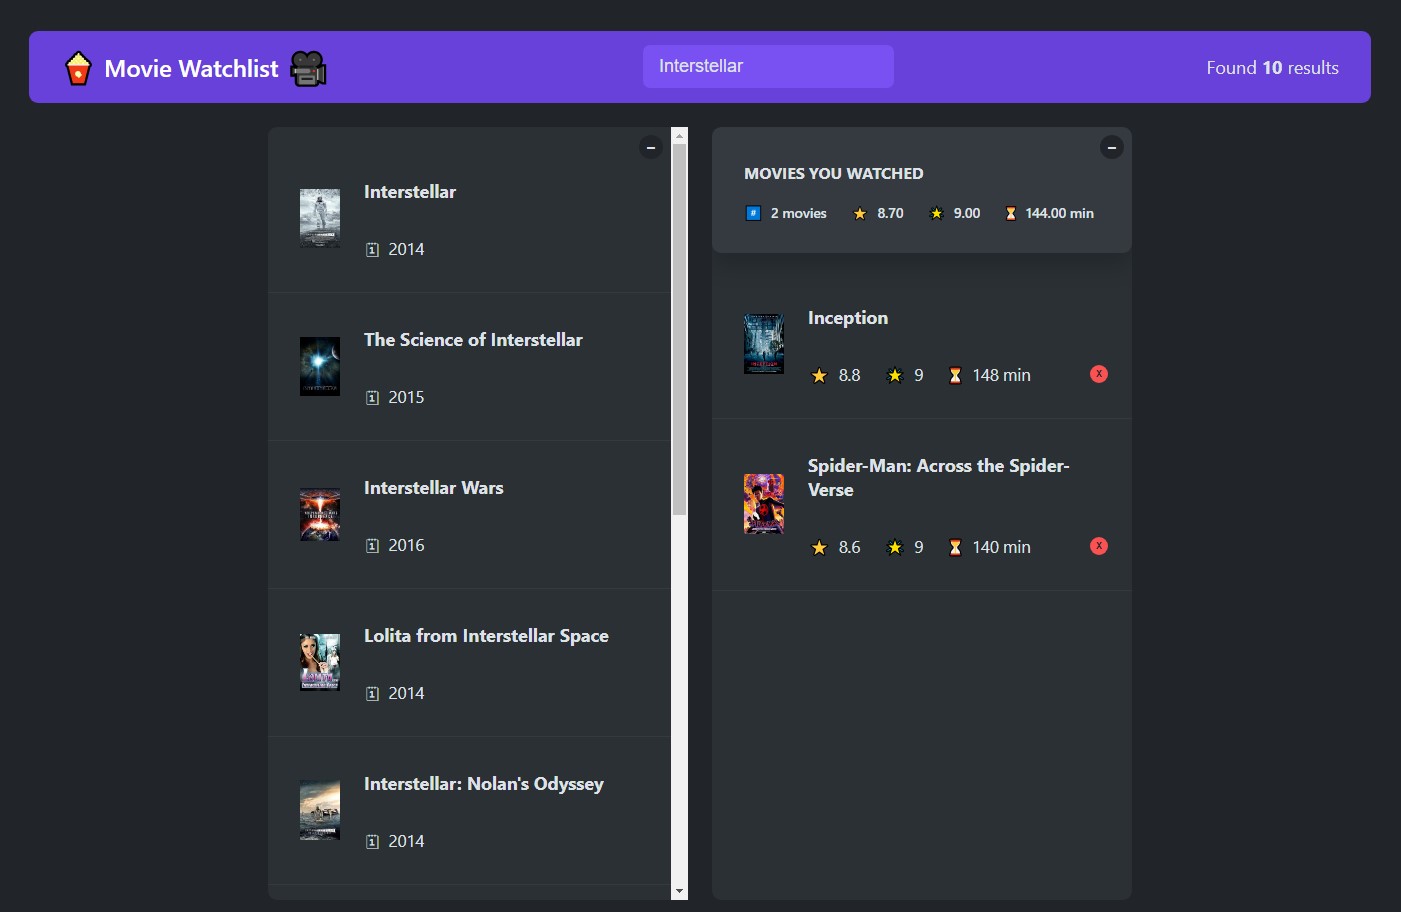 Movie Watchlist
Interstellar
Found 10 results
Interstellar
2014
The Science of Interstellar
2015
Interstellar Wars
2016
Lolita from Interstellar Space
2014
Interstellar: Nolan's Odyssey
2014
MOVIES YOU WATCHED
# 2 movies 8.70 9.00 144.00 min
Inception
8.8 9 148 min
X
Spider-Man: Across the Spider-
Verse
8.6 9 140 min
X